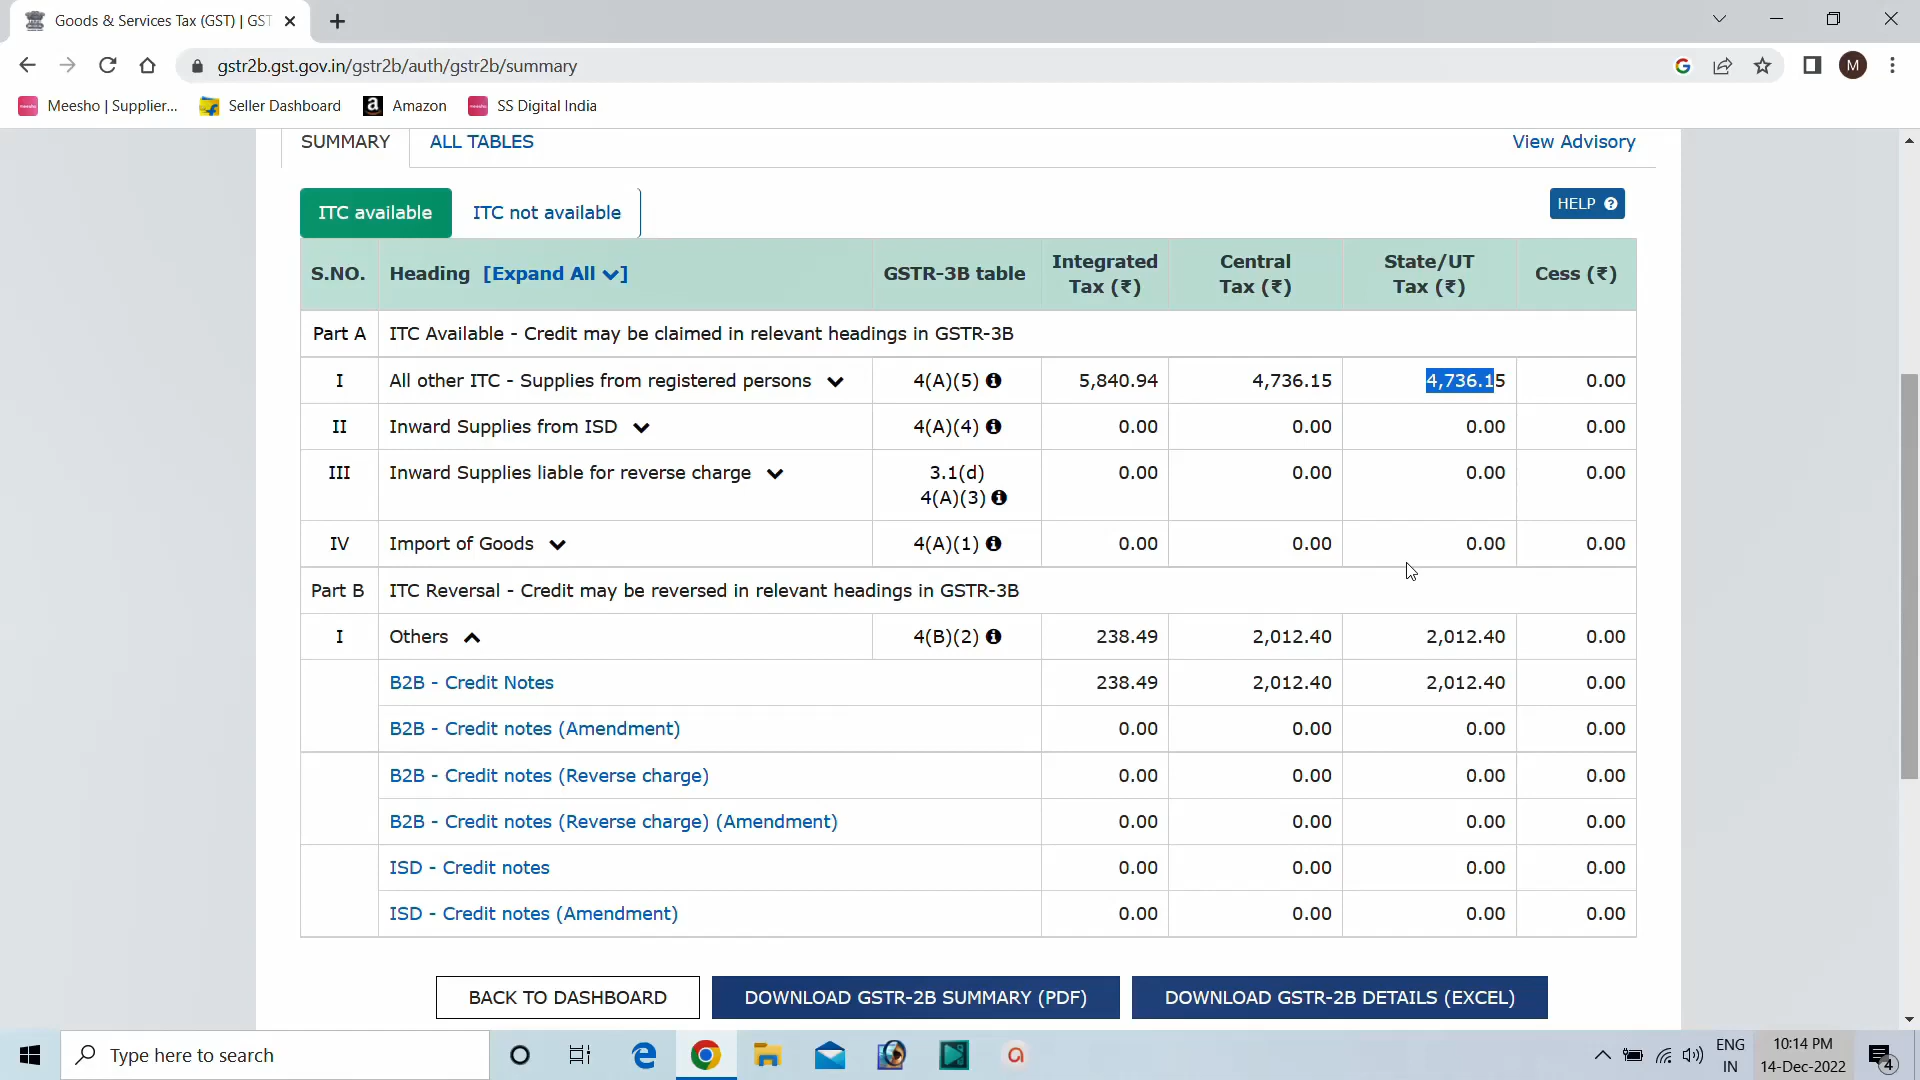 Goods & Services Tax (GST) | GST
gstr2b.gst.gov.in/gstr2b/auth/gstr2b/summary
G
M
Meesho | Supplier...
Seller Dashboard
a
Amazon
SS Digital India
SUMMARY
ALL TABLES
View Advisory
ITC available
ITC not available
HELP ?
S.NO. Heading [Expand All] GSTR-3B table Integrated Tax (₹) Central Tax (₹) State/UT Tax (₹) Cess (₹)
Part A ITC Available - Credit may be claimed in relevant headings in GSTR-3B
I All other ITC - Supplies from registered persons 4(A)(5) 5,840.94 4,736.15 4,736.15 0.00
II Inward Supplies from ISD 4(A)(4) 0.00 0.00 0.00 0.00
III Inward Supplies liable for reverse charge 3.1(d) 4(A)(3) 0.00 0.00 0.00 0.00
IV Import of Goods 4(A)(1) 0.00 0.00 0.00 0.00
Part B ITC Reversal - Credit may be reversed in relevant headings in GSTR-3B
I Others 4(B)(2) 238.49 2,012.40 2,012.40 0.00
B2B - Credit Notes 238.49 2,012.40 2,012.40 0.00
B2B - Credit notes (Amendment) 0.00 0.00 0.00 0.00
B2B - Credit notes (Reverse charge) 0.00 0.00 0.00 0.00
B2B - Credit notes (Reverse charge) (Amendment) 0.00 0.00 0.00 0.00
ISD - Credit notes 0.00 0.00 0.00 0.00
ISD - Credit notes (Amendment) 0.00 0.00 0.00 0.00
BACK TO DASHBOARD
DOWNLOAD GSTR-2B SUMMARY (PDF)
DOWNLOAD GSTR-2B DETAILS (EXCEL)
Type here to search
ENG
IN
10:14 PM
14-Dec-2022
4